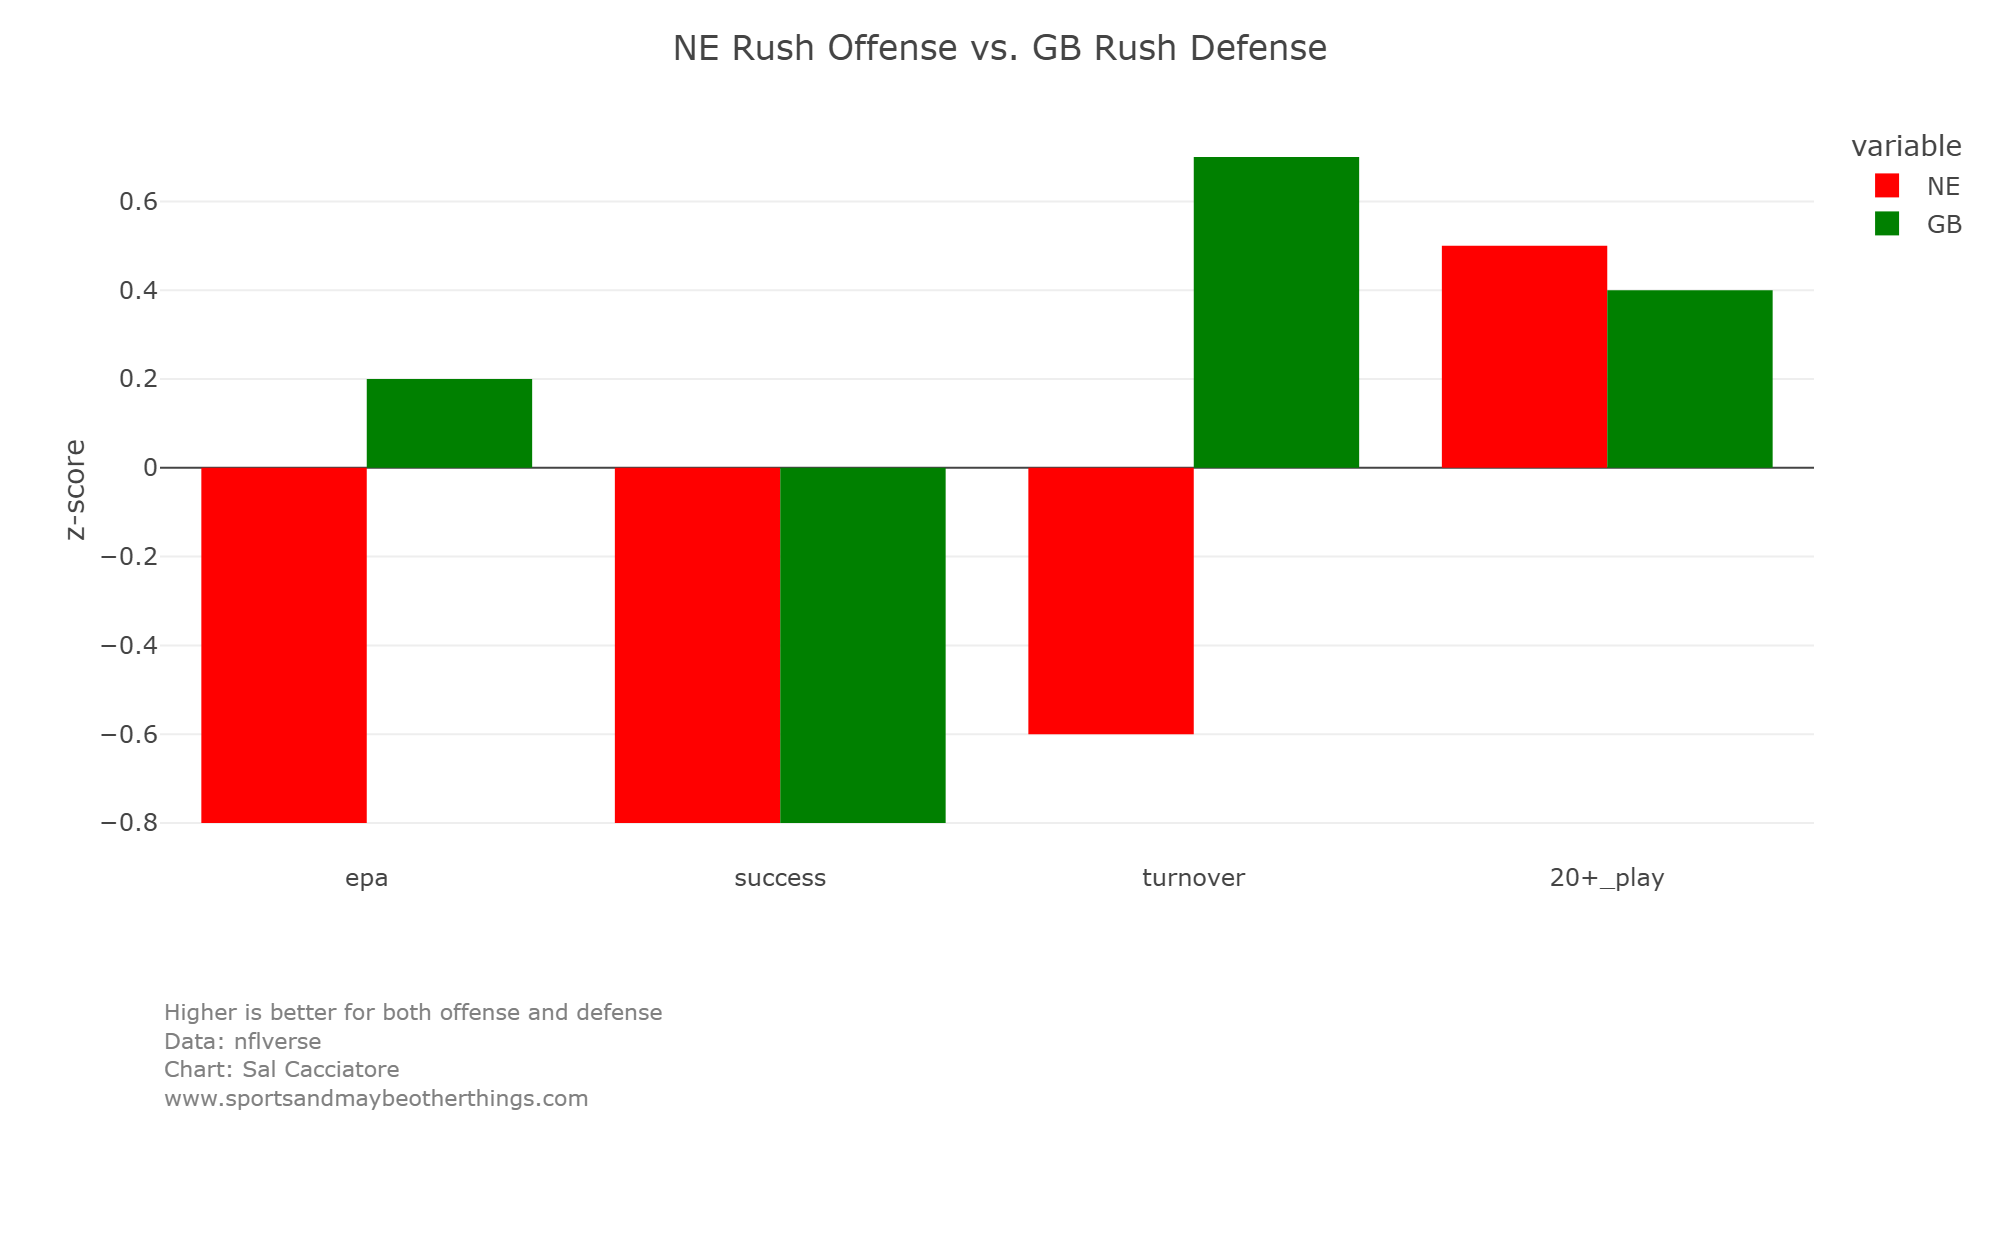 NE Rush Offense vs. GB Rush Defense
variable
NE
GB
z-score
0.6
0.4
0.2
0
−0.2
−0.4
−0.6
−0.8
epa
success
turnover
20+_play
Higher is better for both offense and defense
Data: nflverse
Chart: Sal Cacciatore
www.sportsandmaybeotherthings.com